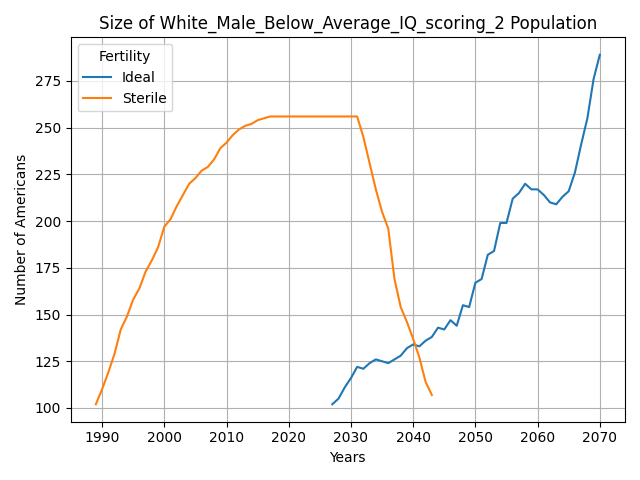 Size of White_Male_Below_Average_IQ_scoring_2 Population
Fertility
Ideal
Sterile
275
250
225
200
175
150
125
100
Number of Americans
1990 2000 2010 2020 2030 2040 2050 2060 2070
Years